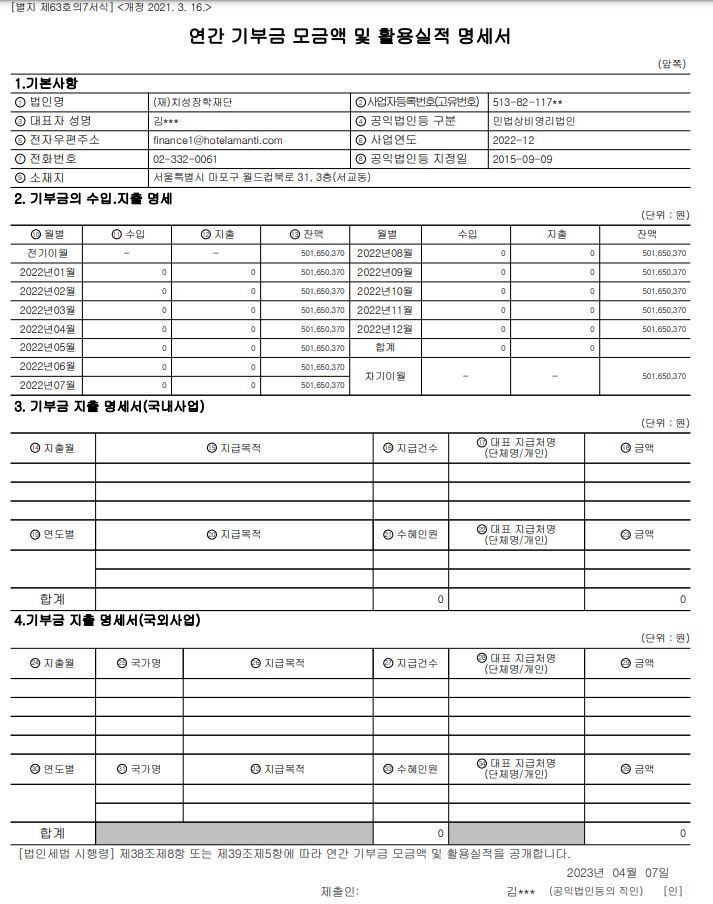 [별지 제63호의7서식] <개정 2021. 3. 16.>
연간 기부금 모금액 및 활용실적 명세서
(앞쪽)
1.기본사항
① 법인명 (재)치성장학재단 ② 사업자등록번호(고유번호) 513-82-117**
③ 대표자 성명 김*** ④ 공익법인등 구분 민법상비영리법인
⑤ 전자우편주소 finance1@hotelamanti.com ⑥ 사업연도 2022-12
⑦ 전화번호 02-332-0061 ⑧ 공익법인등 지정일 2015-09-09
⑨ 소재지 서울특별시 마포구 월드컵북로 31, 3층(서교동)
2. 기부금의 수입.지출 명세
(단위 : 원)
⑩ 월별 ⑪ 수입 ⑫ 지출 ⑬ 잔액 월별 수입 지출 잔액
전기이월 – – 501,650,370 2022년08월 0 0 501,650,370
2022년01월 0 0 501,650,370 2022년09월 0 0 501,650,370
2022년02월 0 0 501,650,370 2022년10월 0 0 501,650,370
2022년03월 0 0 501,650,370 2022년11월 0 0 501,650,370
2022년04월 0 0 501,650,370 2022년12월 0 0 501,650,370
2022년05월 0 0 501,650,370 합계 0 0
2022년06월 0 0 501,650,370 차기이월 – – 501,650,370
2022년07월 0 0 501,650,370
3. 기부금 지출 명세서(국내사업)
(단위 : 원)
⑭ 지출월 ⑮ 지급목적 ⑯ 지급건수 ⑰ 대표 지급처명 ⑱ 금액
(단체명/개인)
⑲ 연도별 ⑳ 지급목적 ㉑ 수혜인원 ㉒ 대표 지급처명 ㉓ 금액
(단체명/개인)
합계 0 0
4.기부금 지출 명세서(국외사업)
(단위 : 원)
㉔ 지출월 ㉕ 국가명 ㉖ 지급목적 ㉗ 지급건수 ㉘ 대표 지급처명 ㉙ 금액
(단체명/개인)
㉚ 연도별 ㉛ 국가명 ㉜ 지급목적 ㉝ 수혜인원 ㉞ 대표 지급처명 ㉟ 금액
(단체명/개인)
합계 0 0
[법인세법 시행령] 제38조제8항 또는 제39조제5항에 따라 연간 기부금 모금액 및 활용실적을 공개합니다.
2023년 04월 07일
제출인: 김*** (공익법인등의 직인) [인]